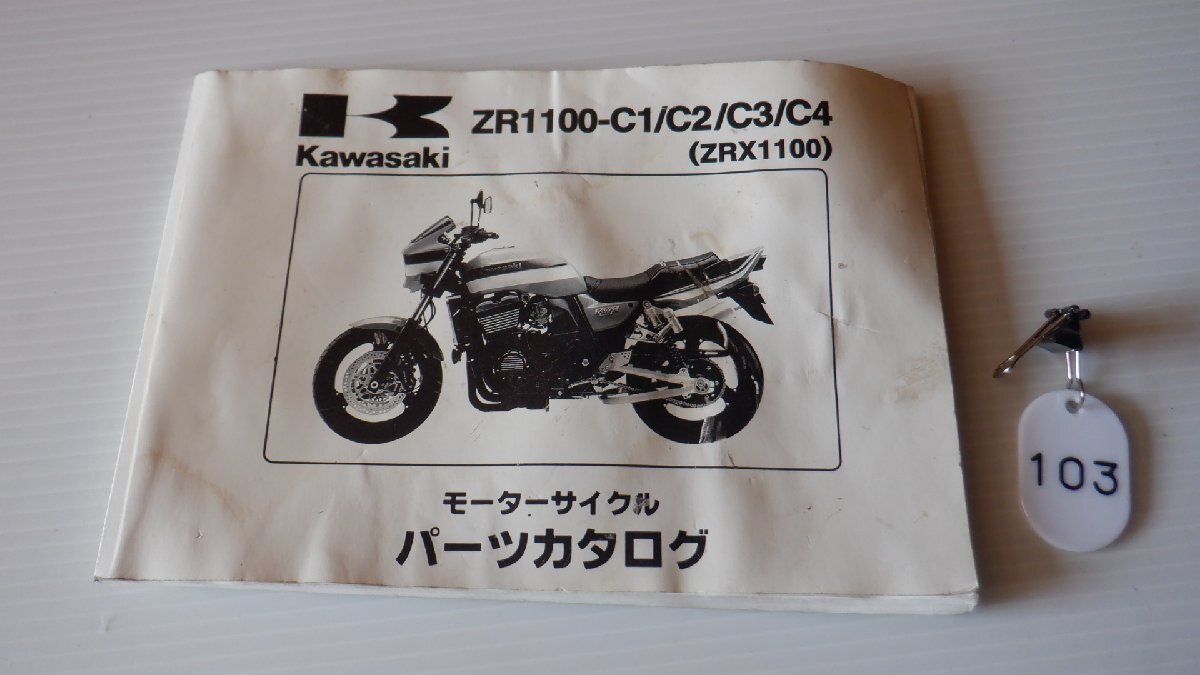 ZR1100-C1/C2/C3/C4
Kawasaki
(ZRX1100)
Kawasaki
モーターサイクル
パーツカタログ
103